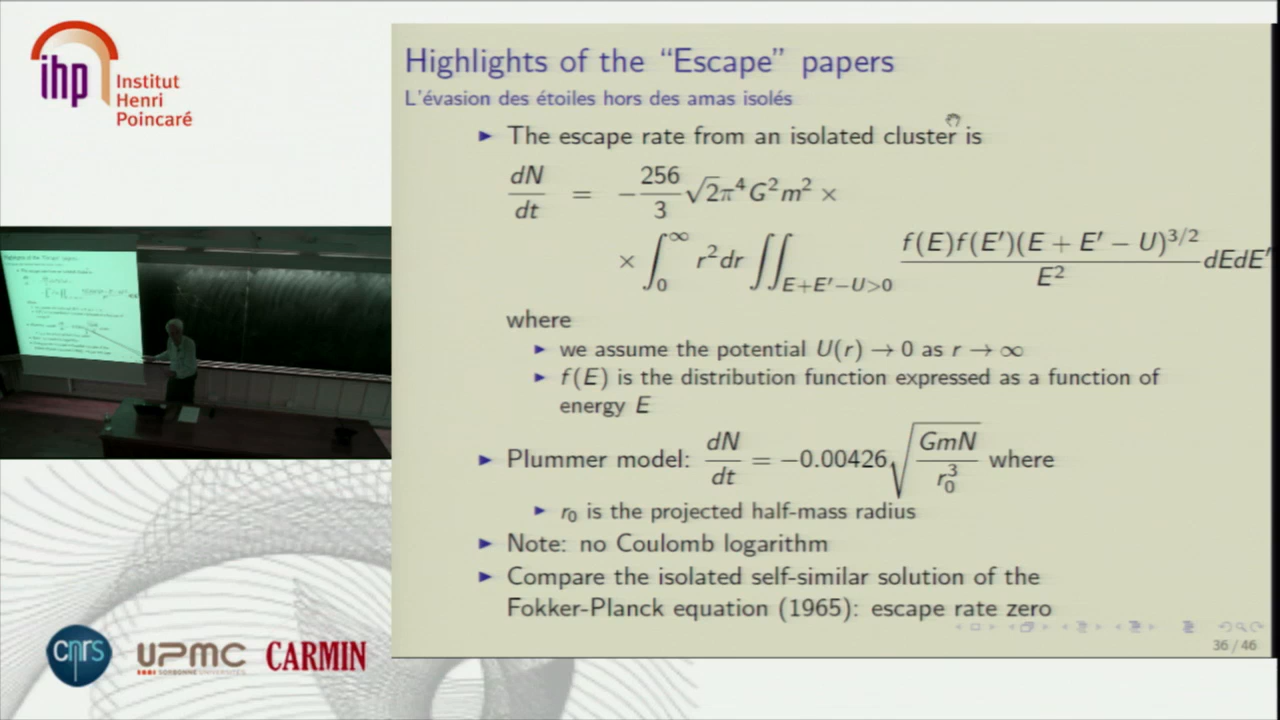 ihp
Institut
Henri
Poincaré
Highlights of the “Escape” papers
L'évasion des étoiles hors des amas isolés
▶ The escape rate from an isolated cluster is
dN/dt = −256/3 √2π⁴G²m² ×
× ∫₀^∞ r²dr ∬_{E+E′−U>0} f(E)f(E′)(E + E′ − U)^{3/2}/E² dEdE′
where
▶ we assume the potential U(r) → 0 as r → ∞
▶ f(E) is the distribution function expressed as a function of
energy E
▶ Plummer model: dN/dt = −0.00426√(GmN/r₀³) where
▶ r₀ is the projected half-mass radius
▶ Note: no Coulomb logarithm
▶ Compare the isolated self-similar solution of the
Fokker-Planck equation (1965): escape rate zero
36 / 46
cnrs
UPMC
SORBONNE UNIVERSITÉS
CARMIN